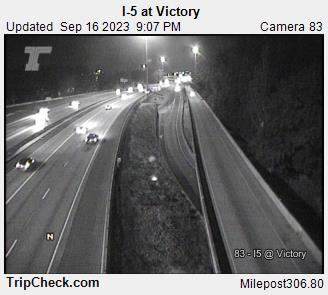 I-5 at Victory
Updated Sep 16 2023 9:07 PM Camera 83
N
83 - I5 @ Victory
TripCheck.com Milepost306.80